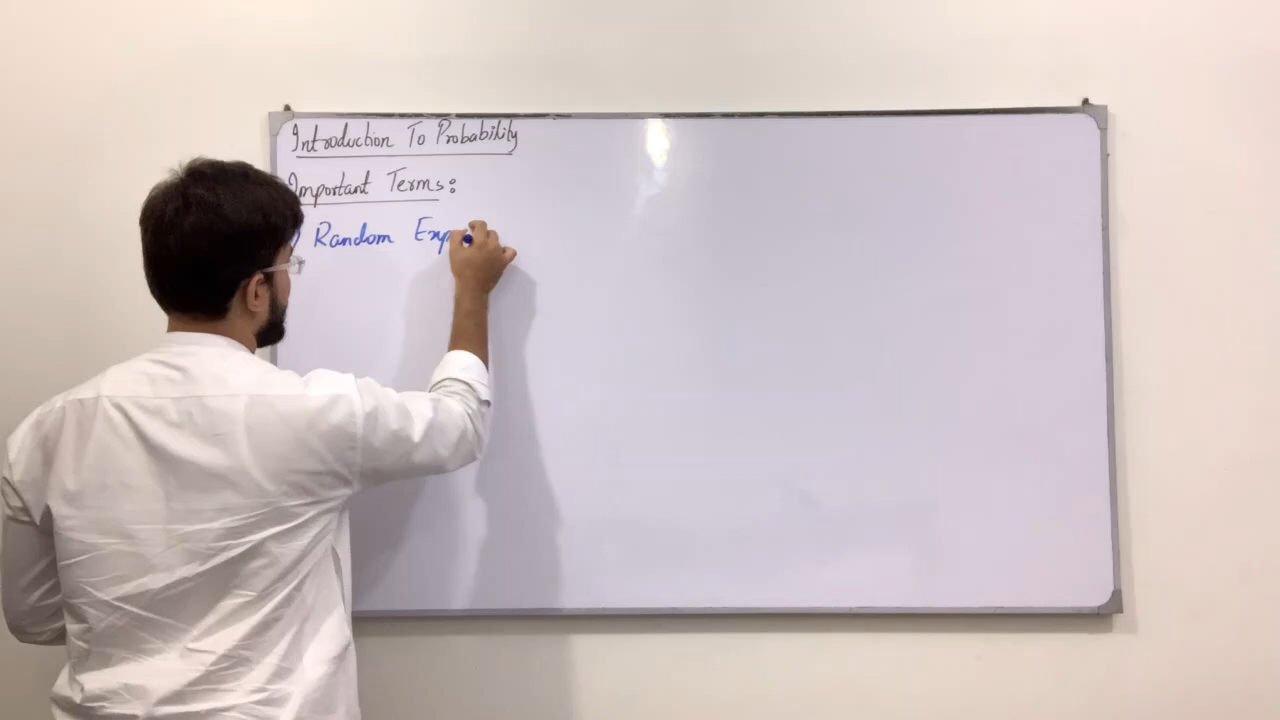 Introduction To Probability
Important Terms:
) Random Exp